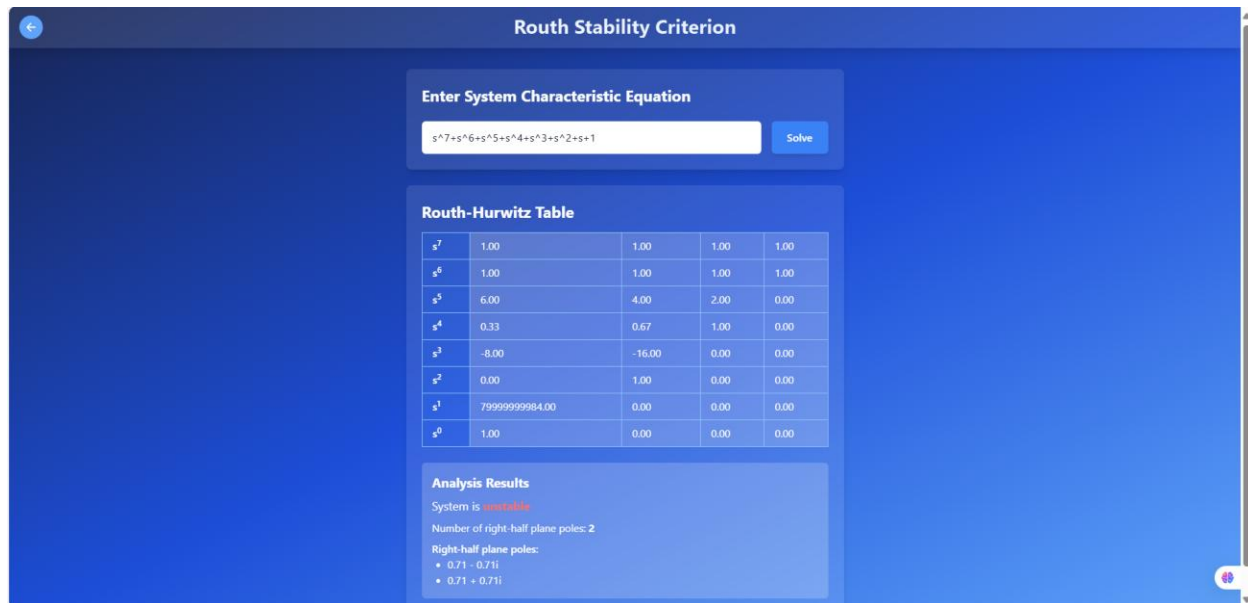 Routh Stability Criterion
Enter System Characteristic Equation
s^7+s^6+s^5+s^4+s^3+s^2+s+1 Solve
Routh-Hurwitz Table
s⁷ 1.00 1.00 1.00 1.00
s⁶ 1.00 1.00 1.00 1.00
s⁵ 6.00 4.00 2.00 0.00
s⁴ 0.33 0.67 1.00 0.00
s³ -8.00 -16.00 0.00 0.00
s² 0.00 1.00 0.00 0.00
s¹ 79999999984.00 0.00 0.00 0.00
s⁰ 1.00 0.00 0.00 0.00
Analysis Results
System is unstable
Number of right-half plane poles: 2
Right-half plane poles:
• 0.71 - 0.71i
• 0.71 + 0.71i